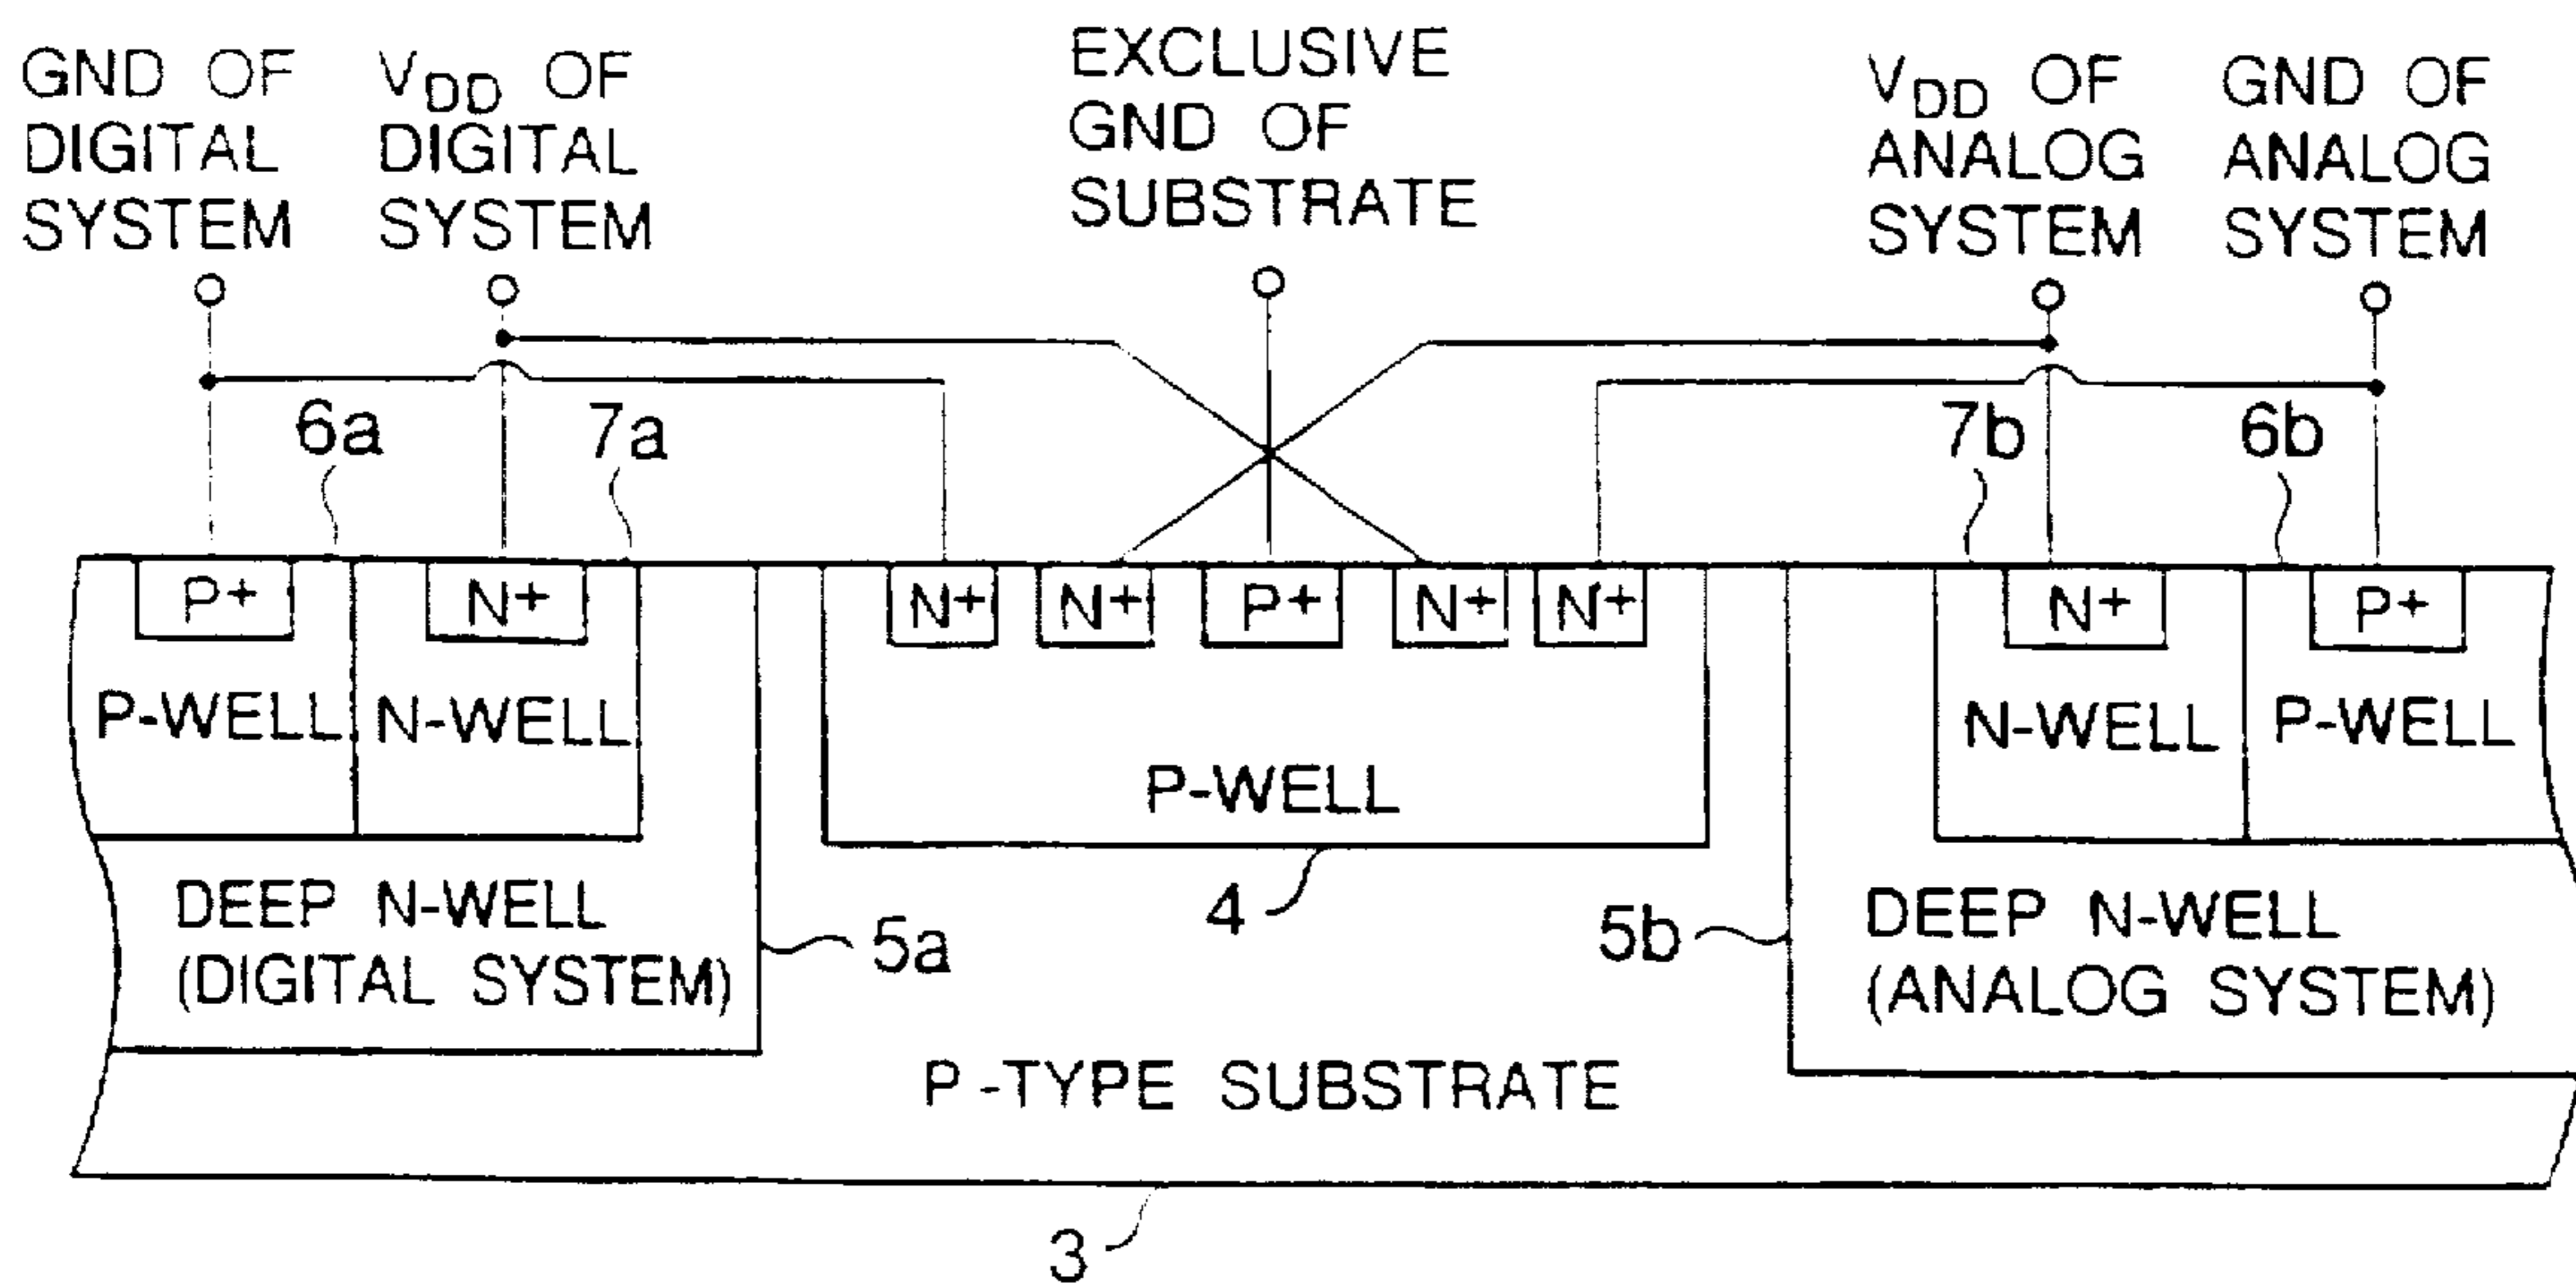 GND OF
DIGITAL
SYSTEM
VDD OF
DIGITAL
SYSTEM
EXCLUSIVE
GND OF
SUBSTRATE
VDD OF
ANALOG
SYSTEM
GND OF
ANALOG
SYSTEM
6a
7a
7b
6b
P+
N+
N+
N+
P+
N+
N+
N+
P+
P-WELL
N-WELL
P-WELL
N-WELL
P-WELL
DEEP N-WELL
(DIGITAL SYSTEM)
5a
4
5b
DEEP N-WELL
(ANALOG SYSTEM)
P-TYPE SUBSTRATE
3